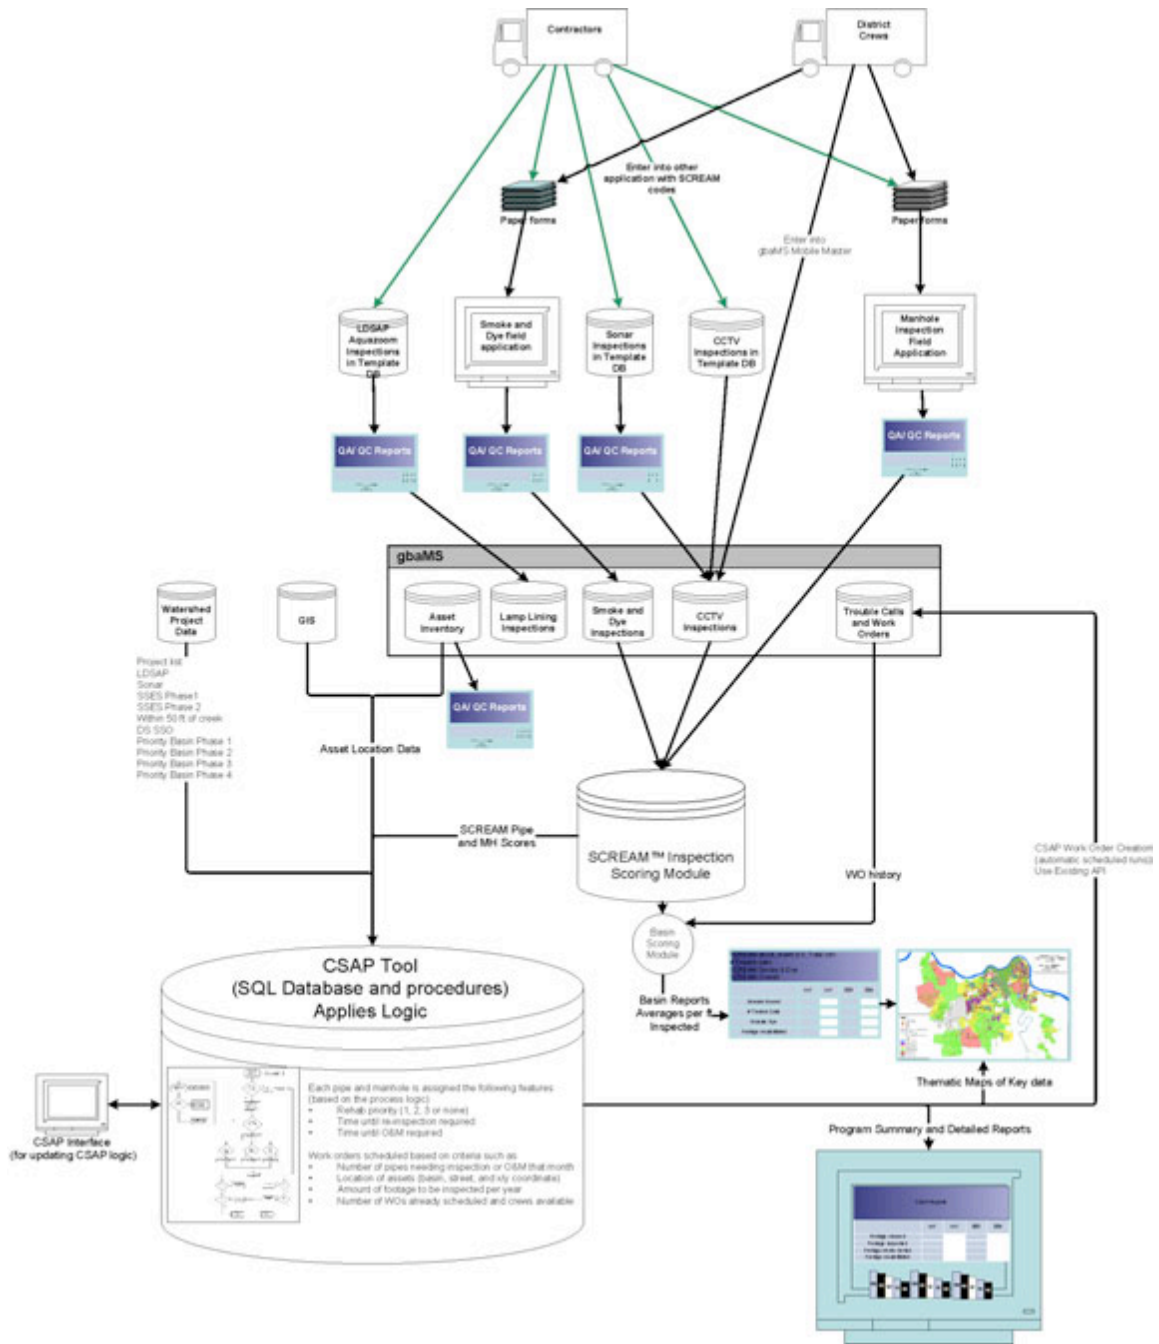 Contractors
District
Crews
Enter into other
application with SCREAM
codes
Paper forms
Paper forms
Enter into
gbaMS Mobile Master
LDSAP
Aquazoom
Inspections
in Template
DB
Smoke and
Dye field
application
Sonar
Inspections
in Template
DB
CCTV
Inspections in
Template DB
Manhole
Inspection
Field
Application
QA/ QC Reports
QA/ QC Reports
QA/ QC Reports
QA/ QC Reports
gbaMS
Watershed
Project
Data
GIS
Asset
Inventory
Lamp Lining
Inspections
Smoke and
Dye
Inspections
CCTV
Inspections
Trouble Calls
and Work
Orders
Project list
LDSAP
Sonar
SSES Phase1
SSES Phase 2
Within 50 ft of creek
DS SSO
Priority Basin Phase 1
Priority Basin Phase 2
Priority Basin Phase 3
Priority Basin Phase 4
QA/ QC Reports
Asset Location Data
SCREAM Pipe
and MH Scores
SCREAM™ Inspection
Scoring Module
WO history
CSAP Work Order Creation
(automatic scheduled runs)
Use Existing API
Basin
Scoring
Module
Basin Reports
Averages per ft
Inspected
Thematic Maps of Key data
CSAP Tool
(SQL Database and procedures)
Applies Logic
Each pipe and manhole is assigned the following features
(based on the process logic)
• Rehab priority (1, 2, 3 or none)
• Time until re-inspection required
• Time until O&M required
Work orders scheduled based on criteria such as
• Number of pipes needing inspection or O&M that month
• Location of assets (basin, street, and x/y coordinate)
• Amount of footage to be inspected per year
• Number of WOs already scheduled and crews available
CSAP Interface
(for updating CSAP logic)
Program Summary and Detailed Reports